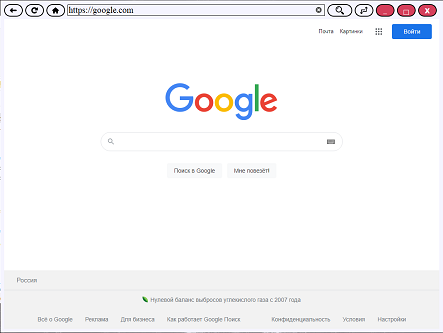 https://google.com
Почта Картинки Войти
Google
Поиск в Google Мне повезёт!
Россия
Нулевой баланс выбросов углекислого газа с 2007 года
Всё о Google Реклама Для бизнеса Как работает Google Поиск Конфиденциальность Условия Настройки